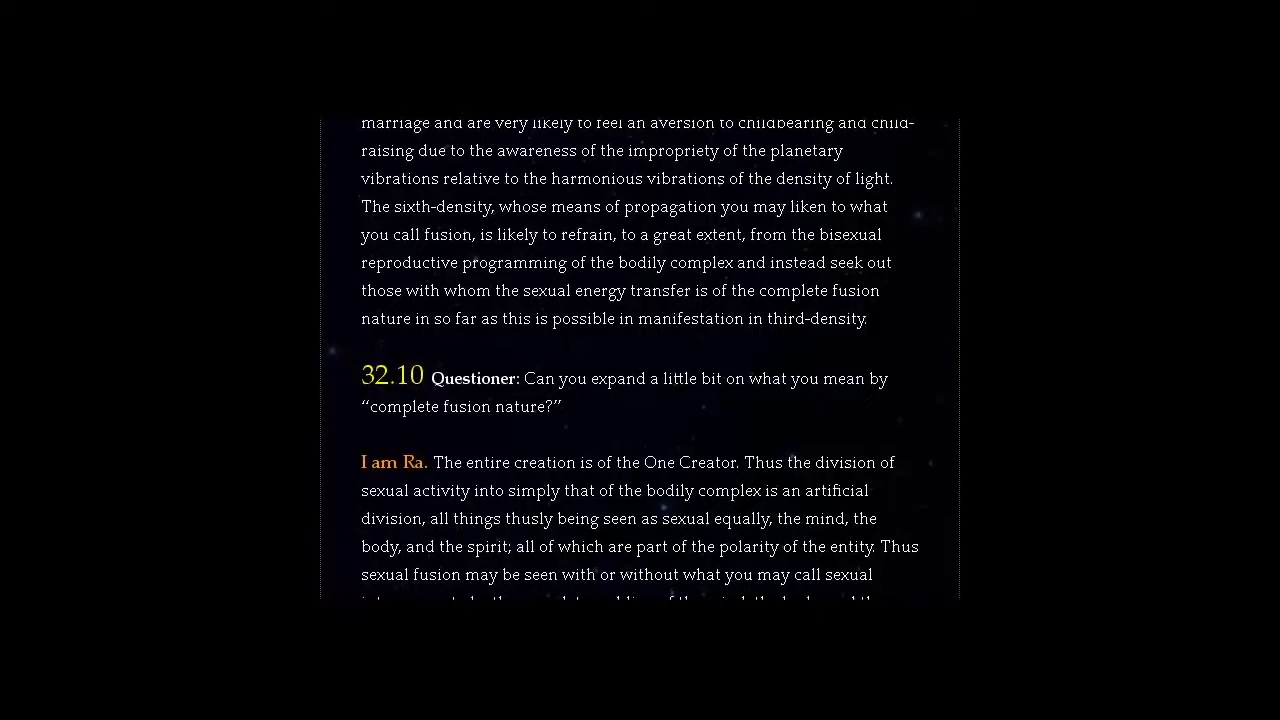 marriage and are very likely to feel an aversion to childbearing and child-
raising due to the awareness of the impropriety of the planetary
vibrations relative to the harmonious vibrations of the density of light.
The sixth-density, whose means of propagation you may liken to what
you call fusion, is likely to refrain, to a great extent, from the bisexual
reproductive programming of the bodily complex and instead seek out
those with whom the sexual energy transfer is of the complete fusion
nature in so far as this is possible in manifestation in third-density.
32.10 Questioner: Can you expand a little bit on what you mean by
“complete fusion nature?”
I am Ra. The entire creation is of the One Creator. Thus the division of
sexual activity into simply that of the bodily complex is an artificial
division, all things thusly being seen as sexual equally, the mind, the
body, and the spirit; all of which are part of the polarity of the entity. Thus
sexual fusion may be seen with or without what you may call sexual